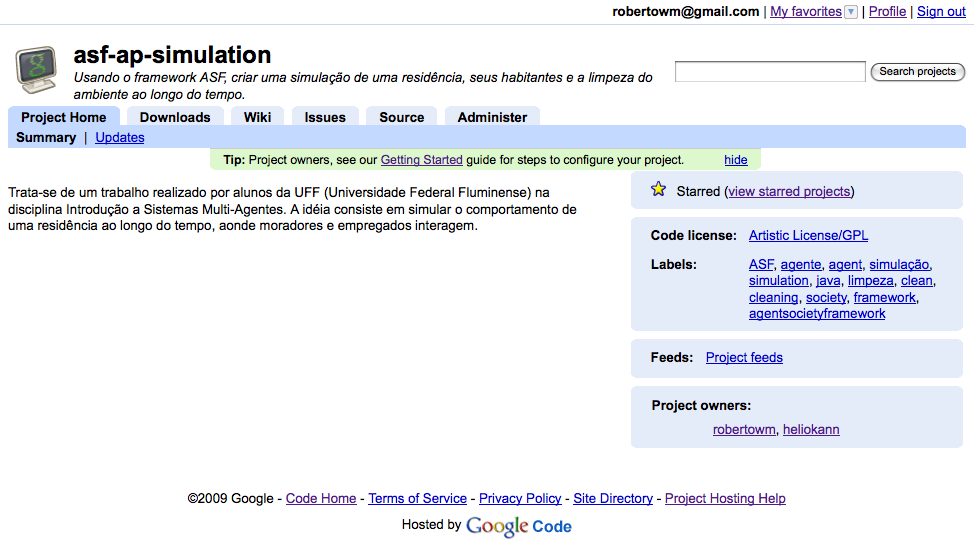 robertowm@gmail.com | My favorites ▼ | Profile | Sign out
asf-ap-simulation
Usando o framework ASF, criar uma simulação de uma residência, seus habitantes e a limpeza do
ambiente ao longo do tempo.
Search projects
Project Home Downloads Wiki Issues Source Administer
Summary | Updates
Tip: Project owners, see our Getting Started guide for steps to configure your project. hide
Trata-se de um trabalho realizado por alunos da UFF (Universidade Federal Fluminense) na
disciplina Introdução a Sistemas Multi-Agentes. A idéia consiste em simular o comportamento de
uma residência ao longo do tempo, aonde moradores e empregados interagem.
Starred (view starred projects)
Code license: Artistic License/GPL
Labels: ASF, agente, agent, simulação,
simulation, java, limpeza, clean,
cleaning, society, framework,
agentsocietyframework
Feeds: Project feeds
Project owners:
robertowm, heliokann
©2009 Google - Code Home - Terms of Service - Privacy Policy - Site Directory - Project Hosting Help
Hosted by Google Code